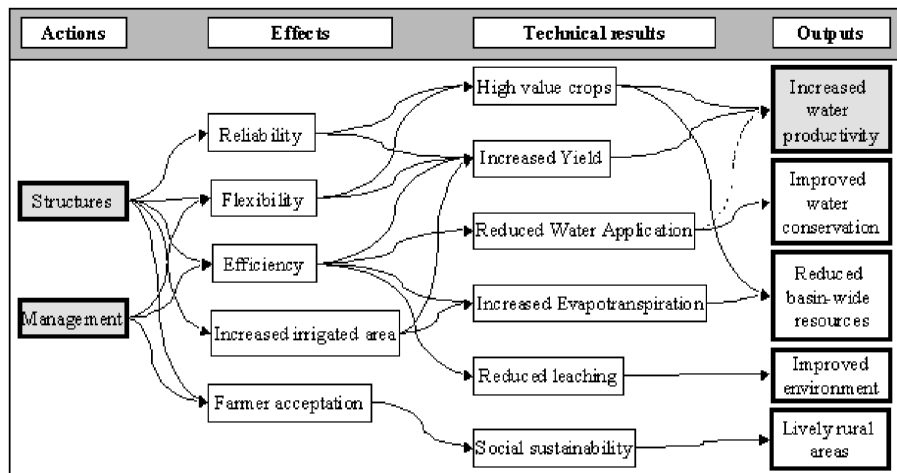 Actions
Effects
Technical results
Outputs
Structures
Management
Reliability
Flexibility
Efficiency
Increased irrigated area
Farmer acceptation
High value crops
Increased Yield
Reduced Water Application
Increased Evapotranspiration
Reduced leaching
Social sustainability
Increased
water
productivity
Improved
water
conservation
Reduced
basin-wide
resources
Improved
environment
Lively rural
areas